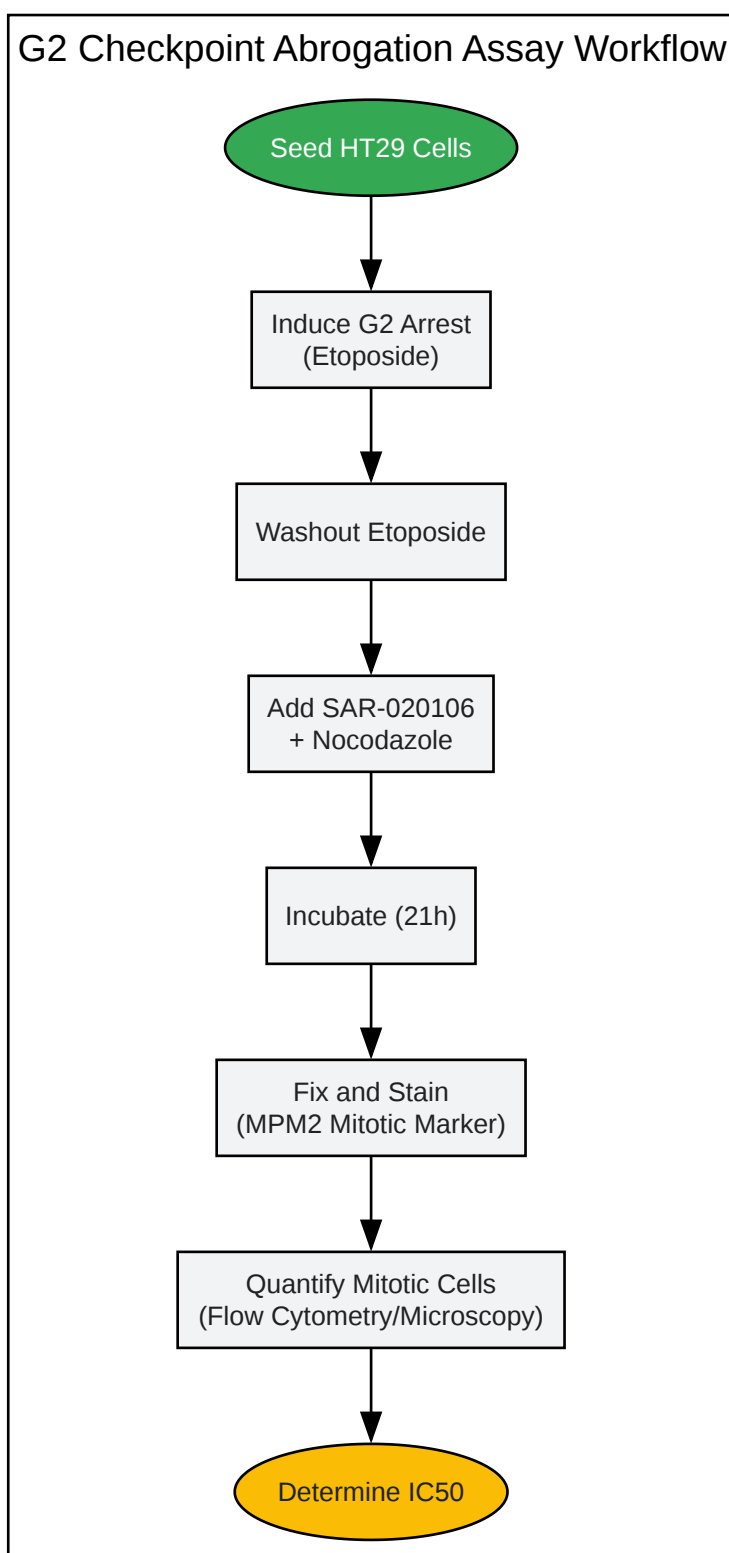 G2 Checkpoint Abrogation Assay Workflow
Seed HT29 Cells
Induce G2 Arrest
(Etoposide)
Washout Etoposide
Add SAR-020106
+ Nocodazole
Incubate (21h)
Fix and Stain
(MPM2 Mitotic Marker)
Quantify Mitotic Cells
(Flow Cytometry/Microscopy)
Determine IC50